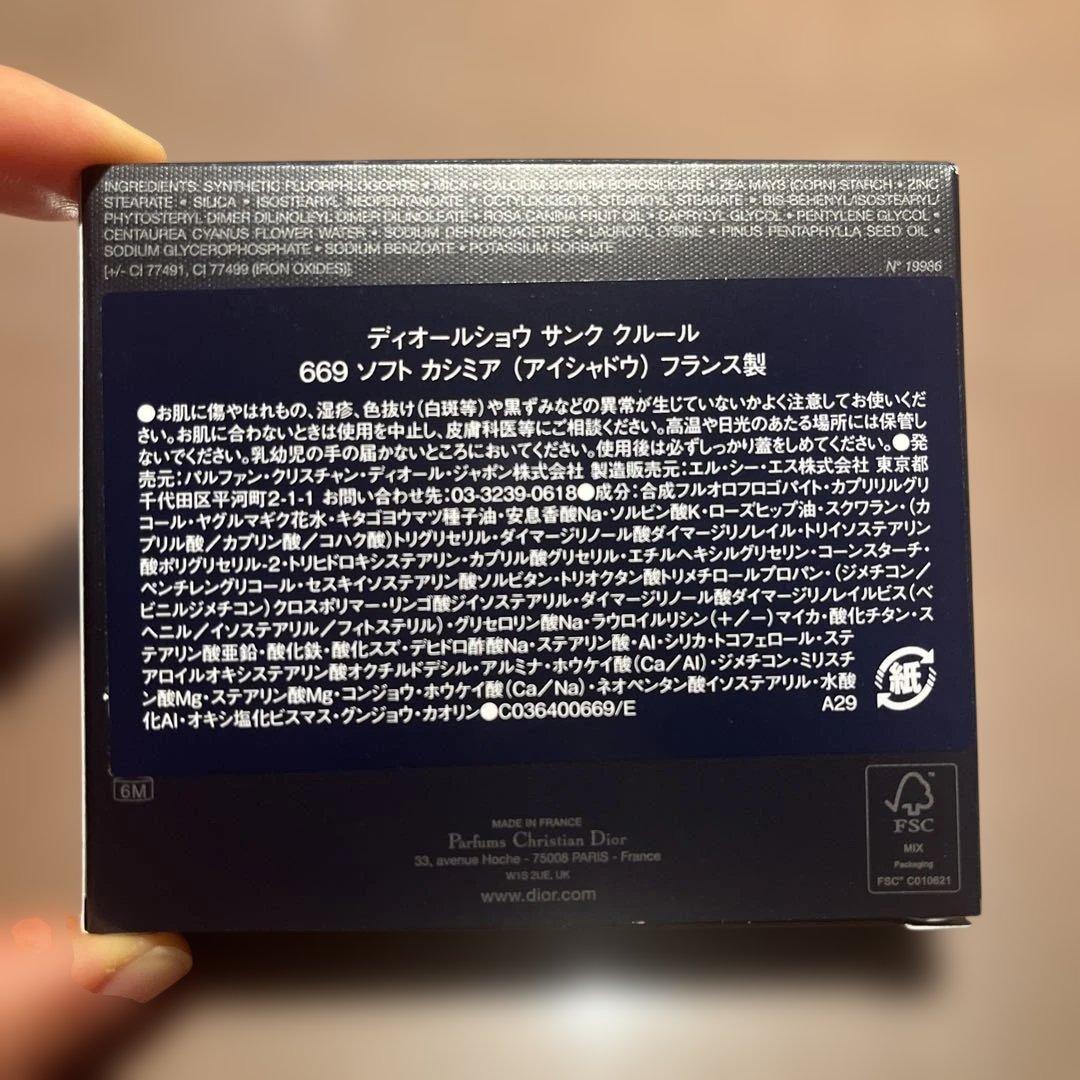 INGREDIENTS: SYNTHETIC FLUORPHLOGOPITE • MICA • CALCIUM SODIUM BOROSILICATE • ZEA MAYS (CORN) STARCH • ZINC
STEARATE • SILICA • ISOSTEARYL NEOPENTANOATE • OCTYLDODECYL STEAROYL STEARATE • BIS-BEHENYL/ISOSTEARYL/
PHYTOSTERYL DIMER DILINOLEYL DIMER DILINOLEATE • ROSA CANINA FRUIT OIL • CAPRYLYL GLYCOL • PENTYLENE GLYCOL •
CENTAUREA CYANUS FLOWER WATER • SODIUM DEHYDROACETATE • LAUROYL LYSINE • PINUS PENTAPHYLLA SEED OIL •
SODIUM GLYCEROPHOSPHATE • SODIUM BENZOATE • POTASSIUM SORBATE
[+/- CI 77491, CI 77499 (IRON OXIDES)]
N° 19986
ディオールショウ サンク クルール
669 ソフト カシミア (アイシャドウ) フランス製
●お肌に傷やはれもの、湿疹、色抜け(白斑等)や黒ずみなどの異常が生じていないかよく注意してお使いくだ
さい。お肌に合わないときは使用を中止し、皮膚科医等にご相談ください。高温や日光のあたる場所には保管し
ないでください。乳幼児の手の届かないところにおいてください。使用後は必ずしっかり蓋をしめてください。●発
売元:パルファン・クリスチャン・ディオール・ジャポン株式会社 製造販売元:エル・シー・エス株式会社 東京都
千代田区平河町2-1-1 お問い合わせ先:03-3239-0618●成分:合成フルオロフロゴパイト・カプリリルグリ
コール・ヤグルマギク花水・キタゴヨウマツ種子油・安息香酸Na・ソルビン酸K・ローズヒップ油・スクワラン・(カ
プリル酸/カプリン酸/コハク酸)トリグリセリル・ダイマージリノール酸ダイマージリノレイル・トリイソステアリン
酸ポリグリセリル-2・トリヒドロキシステアリン・カプリル酸グリセリル・エチルヘキシルグリセリン・コーンスターチ・
ペンチレングリコール・セスキイソステアリン酸ソルビタン・トリオクタン酸トリメチロールプロパン・(ジメチコン/
ビニルジメチコン)クロスポリマー・リンゴ酸ジイソステアリル・ダイマージリノール酸ダイマージリノレイルビス(ベ
ヘニル/イソステアリル/フィトステリル)・グリセロリン酸Na・ラウロイルリシン(+/−)マイカ・酸化チタン・ス
テアリン酸亜鉛・酸化鉄・酸化スズ・デヒドロ酢酸Na・ステアリン酸・Al・シリカ・トコフェロール・ステ
アロイルオキシステアリン酸オクチルドデシル・アルミナ・ホウケイ酸(Ca/Al)・ジメチコン・ミリスチ
ン酸Mg・ステアリン酸Mg・コンジョウ・ホウケイ酸(Ca/Na)・ネオペンタン酸イソステアリル・水酸
化Al・オキシ塩化ビスマス・グンジョウ・カオリン●C036400669/E
A29
紙
6M
MADE IN FRANCE
Parfums Christian Dior
33, avenue Hoche - 75008 PARIS - France
W1S 2UE, UK
www.dior.com
FSC
MIX
Packaging
FSC® C010621